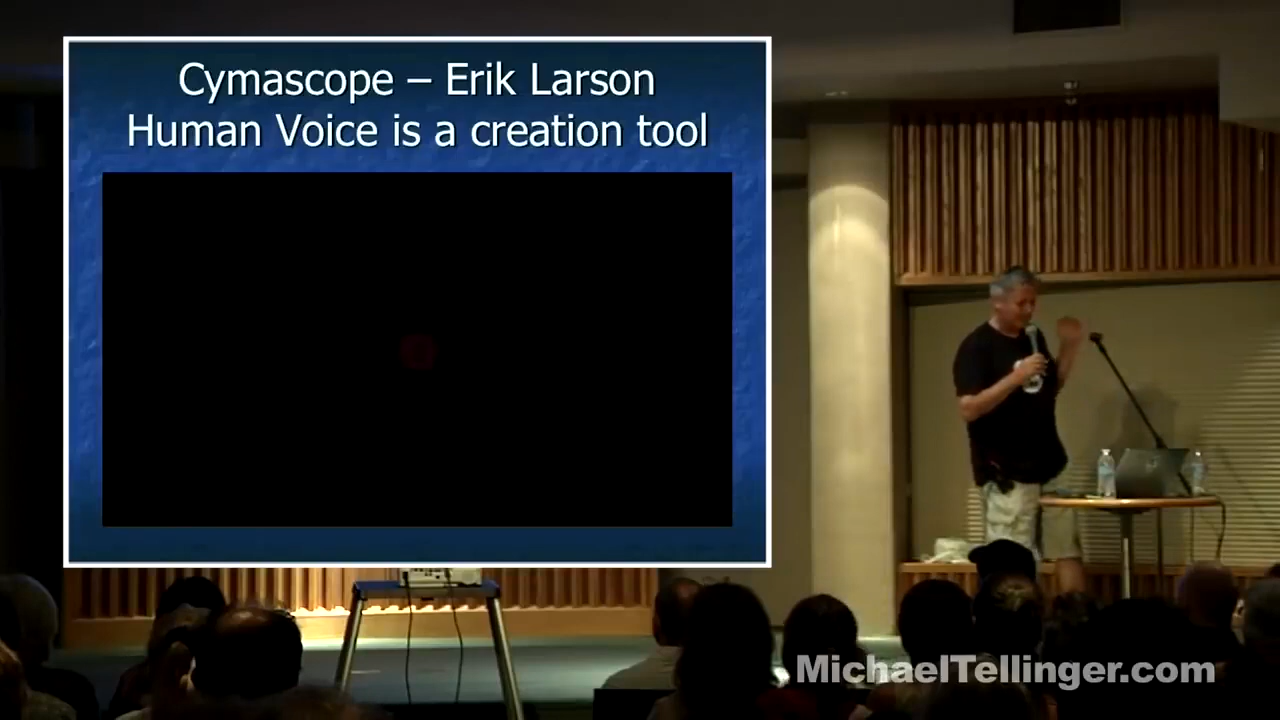 Cymascope – Erik Larson
Human Voice is a creation tool
MichaelTellinger.com